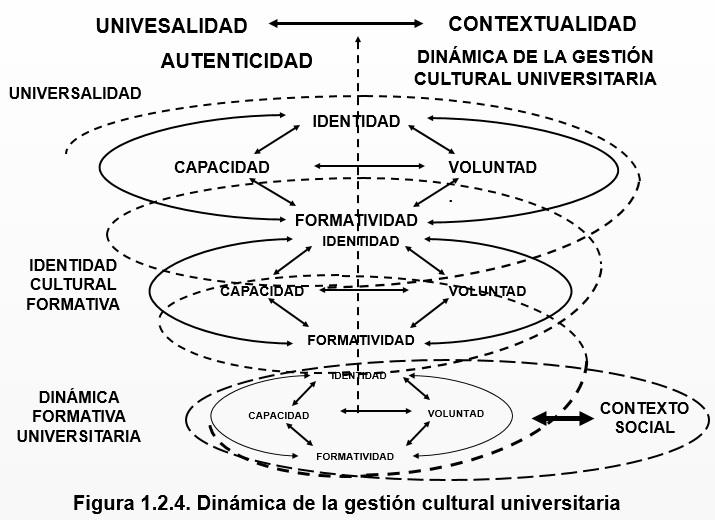 UNIVESALIDAD
CONTEXTUALIDAD
AUTENTICIDAD
DINÁMICA DE LA GESTIÓN
CULTURAL UNIVERSITARIA
UNIVERSALIDAD
IDENTIDAD
CAPACIDAD
VOLUNTAD
FORMATIVIDAD
IDENTIDAD
CULTURAL
FORMATIVA
IDENTIDAD
CAPACIDAD
VOLUNTAD
FORMATIVIDAD
DINÁMICA
FORMATIVA
UNIVERSITARIA
IDENTIDAD
CAPACIDAD
VOLUNTAD
FORMATIVIDAD
CONTEXTO
SOCIAL
Figura 1.2.4. Dinámica de la gestión cultural universitaria